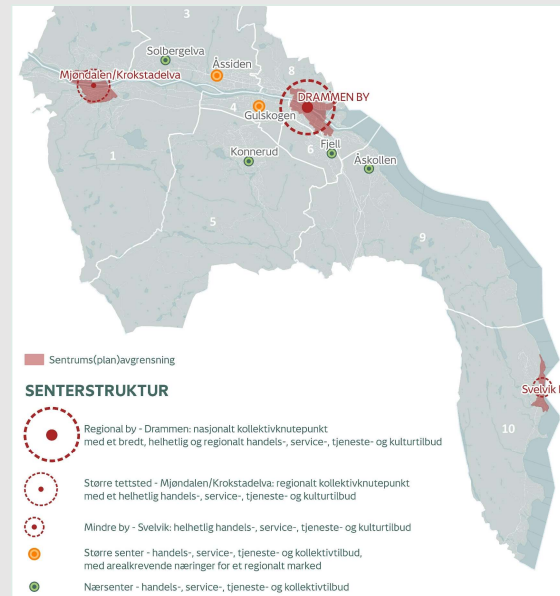 3
Solbergelva
Åssiden
Mjøndalen/Krokstadelva
8
DRAMMEN BY
4
Gulskogen
7
Fjell
6
Konnerud
Åskollen
1
5
9
Svelvik
10
Sentrums(plan)avgrensning
SENTERSTRUKTUR
Regional by - Drammen: nasjonalt kollektivknutepunkt
med et bredt, helhetlig og regionalt handels-, service-, tjeneste- og kulturtilbud
Større tettsted - Mjøndalen/Krokstadelva: regionalt kollektivknutepunkt
med et helhetlig handels-, service-, tjeneste- og kulturtilbud
Mindre by - Svelvik: helhetlig handels-, service-, tjeneste- og kulturtilbud
Større senter - handels-, service-, tjeneste- og kollektivtilbud,
med arealkrevende næringer for et regionalt marked
Nærsenter - handels-, service-, tjeneste- og kollektivtilbud